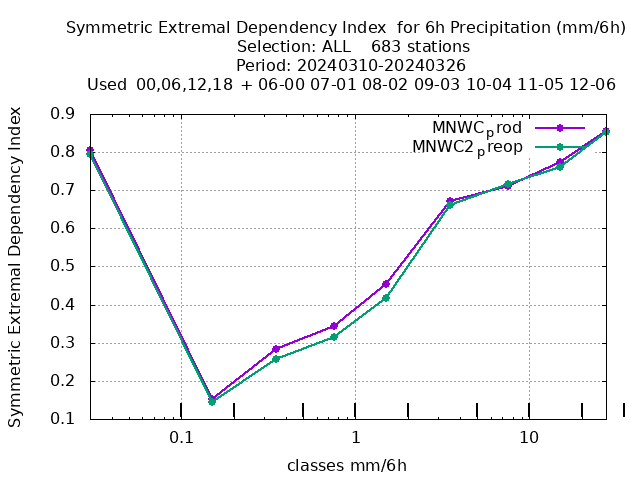 Symmetric Extremal Dependency Index  for 6h Precipitation (mm/6h)
Selection: ALL    683 stations
Period: 20240310-20240326
Used  00,06,12,18  + 06-00 07-01 08-02 09-03 10-04 11-05 12-06
Symmetric Extremal Dependency Index
0.9
0.8
0.7
0.6
0.5
0.4
0.3
0.2
0.1
MNWCprod
MNWC2preop
0.1
1
10
classes mm/6h